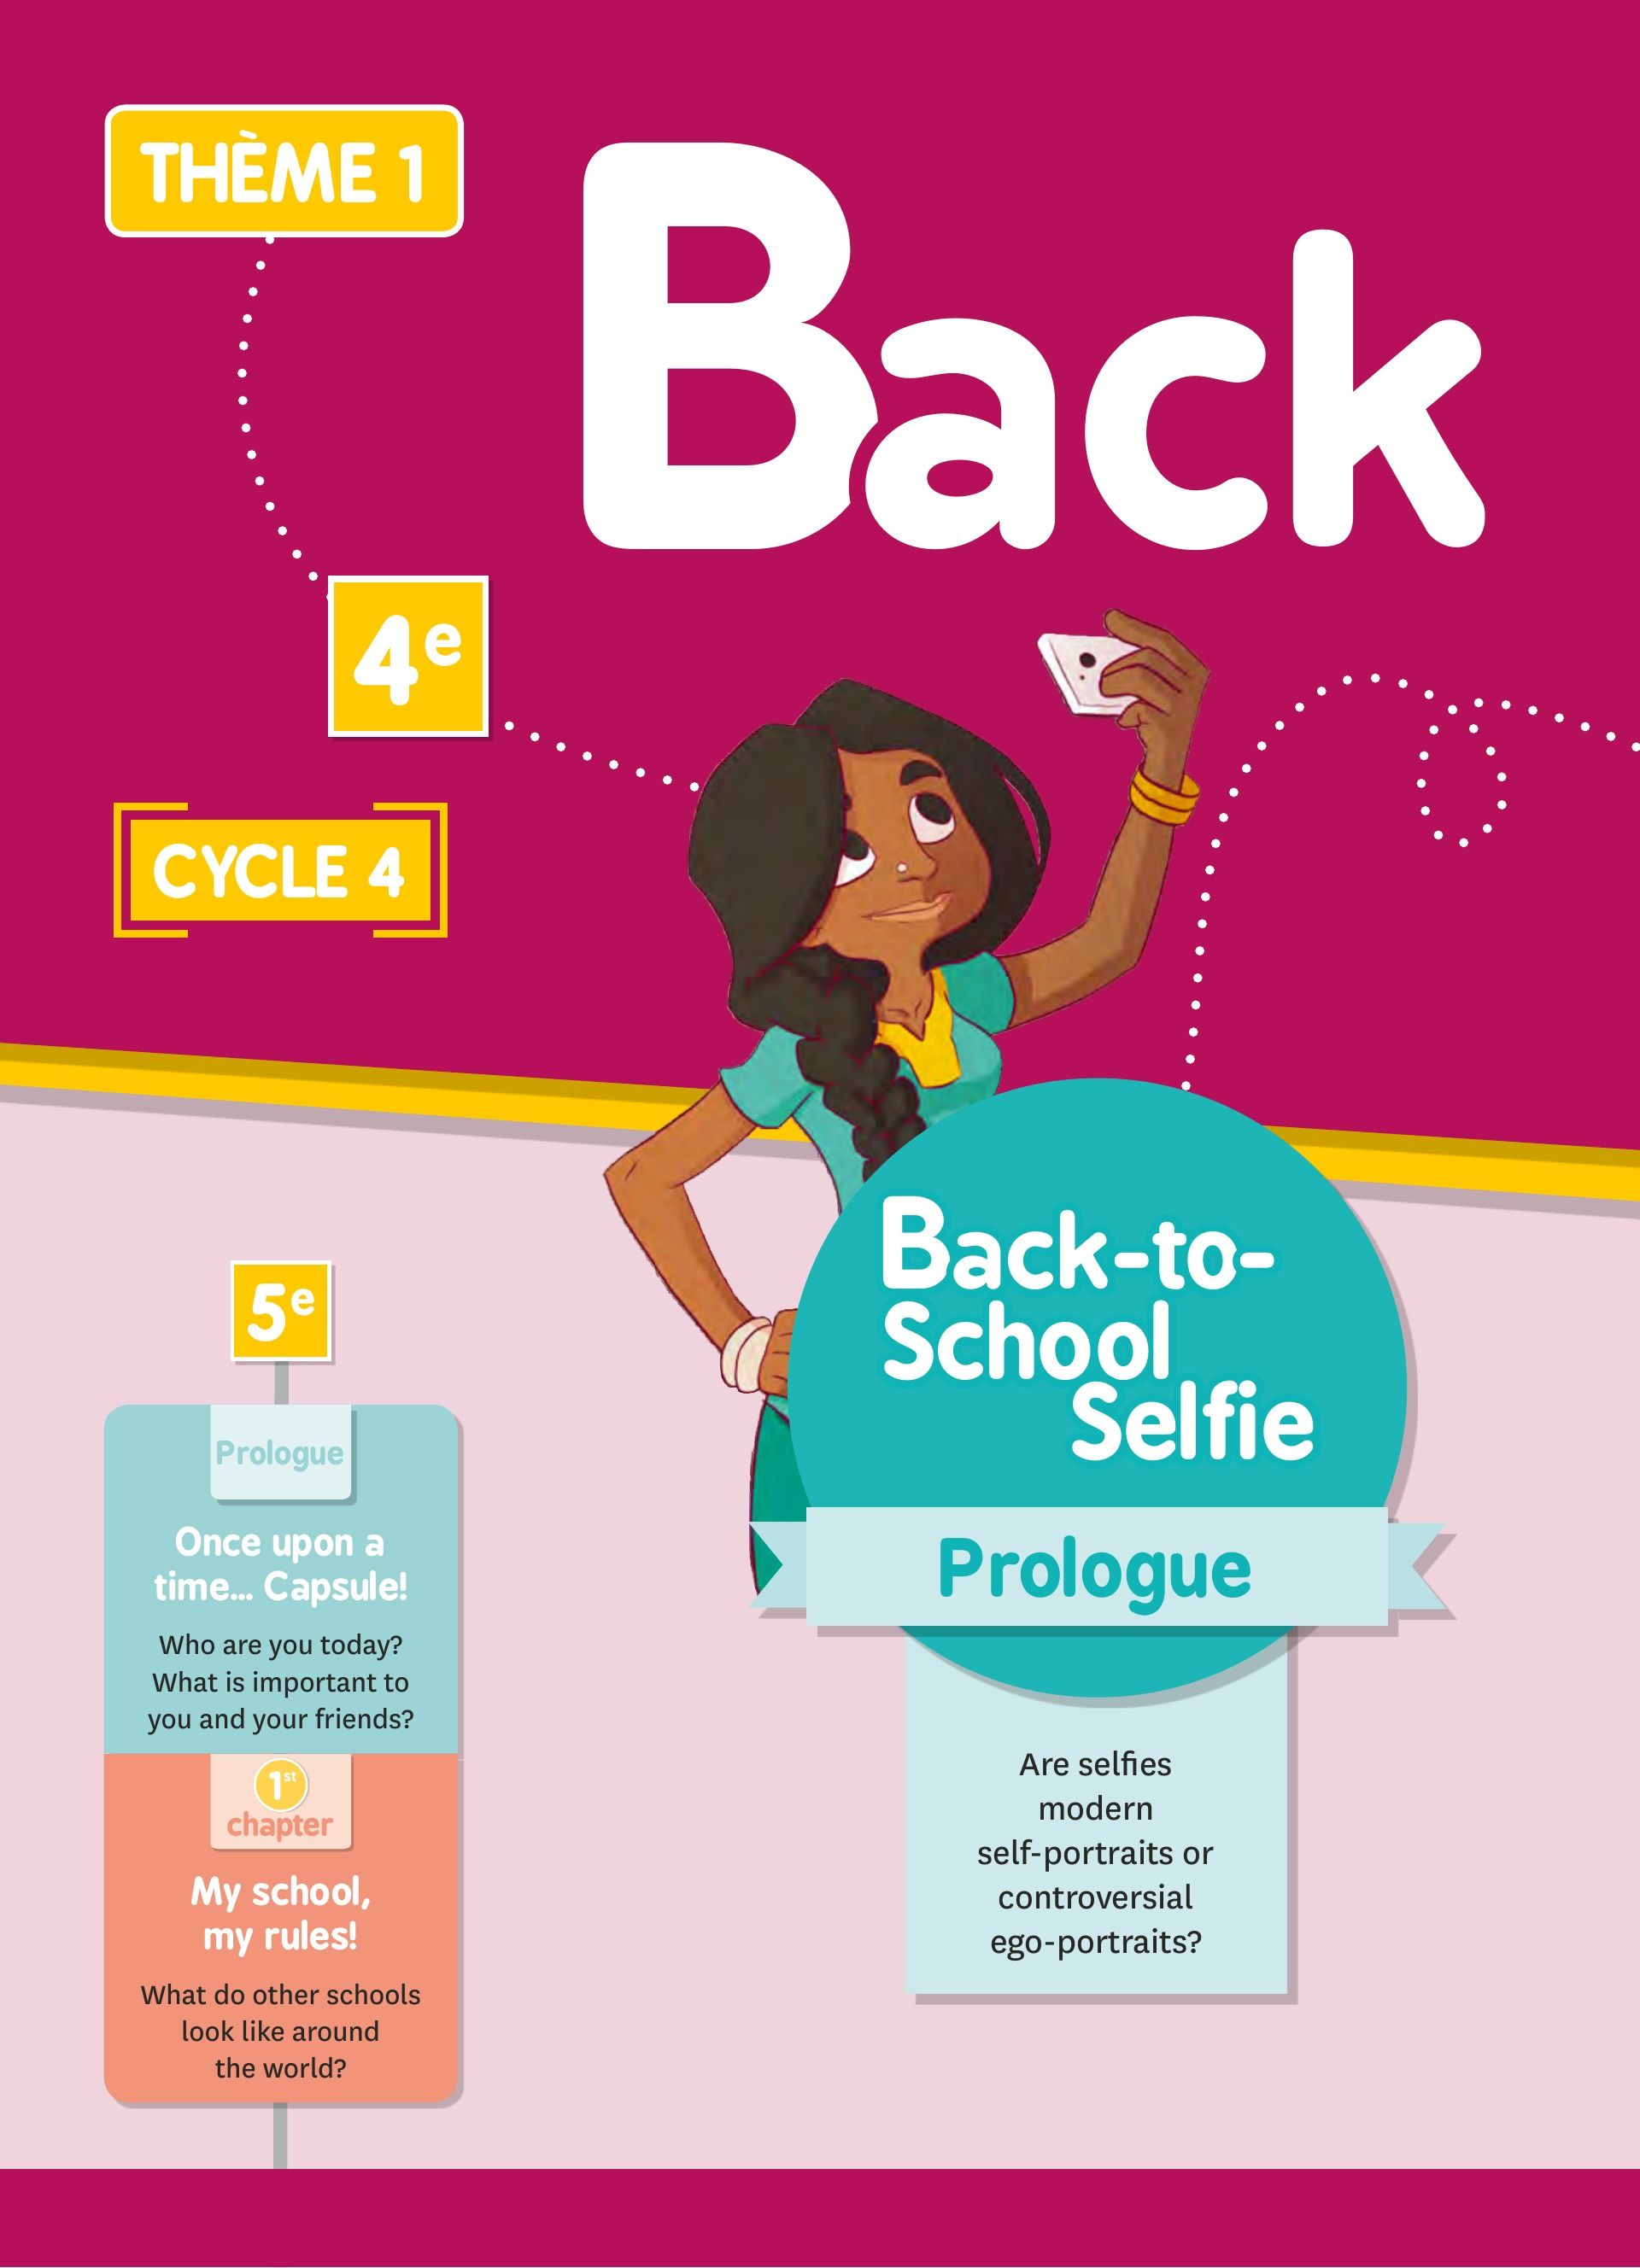 THÈME 1
Back
4e
CYCLE 4
Back-to-
School
Selfie
Prologue
Are selfies
modern
self-portraits or
controversial
ego-portraits?
5e
Prologue
Once upon a
time... Capsule!
Who are you today?
What is important to
you and your friends?
1st
chapter
My school,
my rules!
What do other schools
look like around
the world?